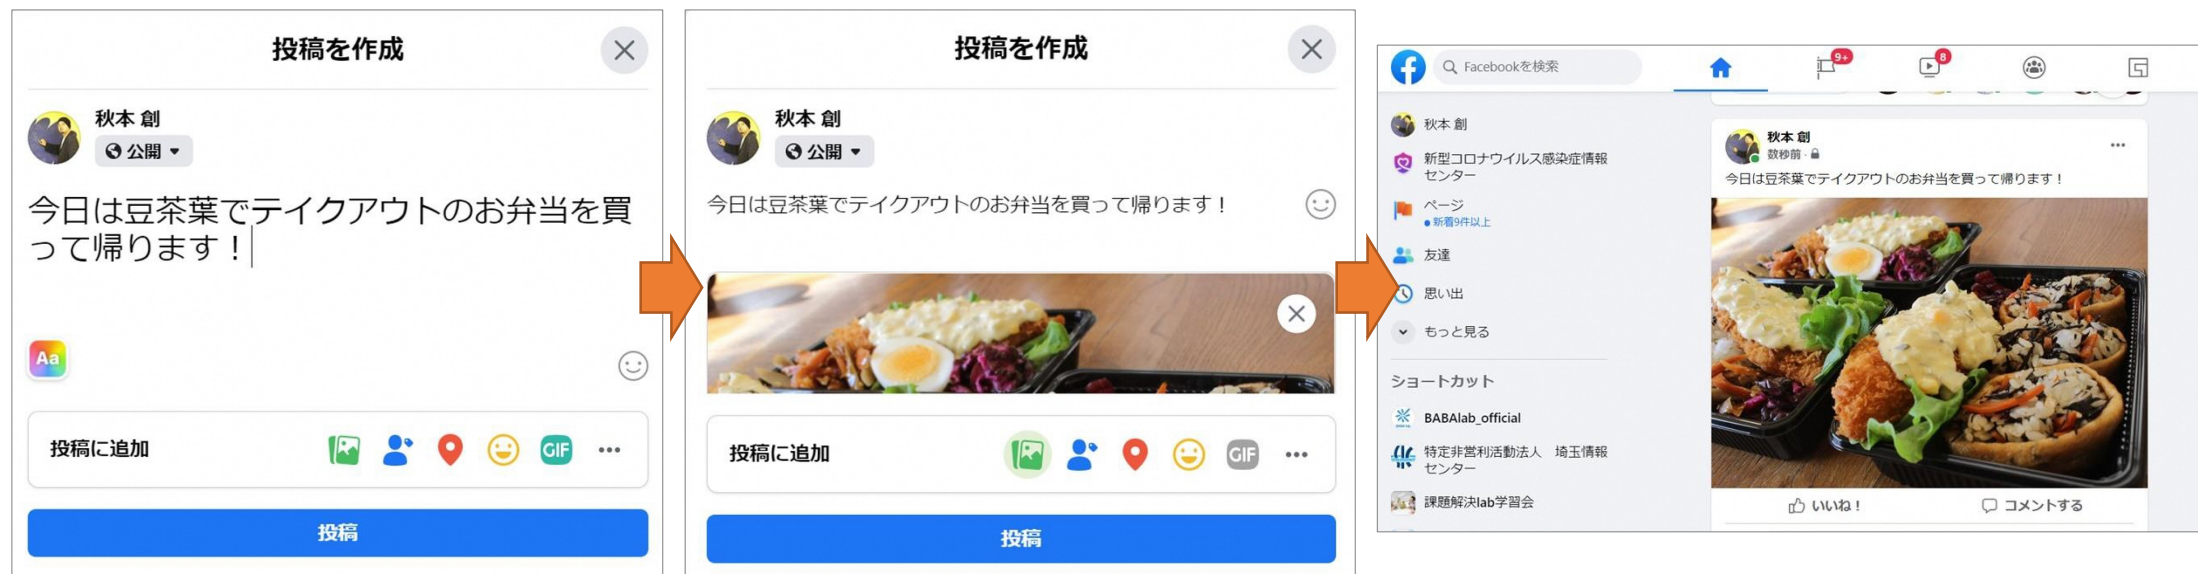 投稿を作成
秋本 創
公開
今日は豆茶葉でテイクアウトのお弁当を買
って帰ります！
Aa
投稿に追加
GIF
投稿
投稿を作成
秋本 創
公開
今日は豆茶葉でテイクアウトのお弁当を買って帰ります！
投稿に追加
GIF
投稿
Facebookを検索
9+
8
秋本 創
新型コロナウイルス感染症情報
センター
ページ
新着9件以上
友達
思い出
もっと見る
ショートカット
BABAlab_official
特定非営利活動法人　埼玉情報
センター
課題解決lab学習会
秋本 創
数秒前 ·
今日は豆茶葉でテイクアウトのお弁当を買って帰ります！
いいね！
コメントする